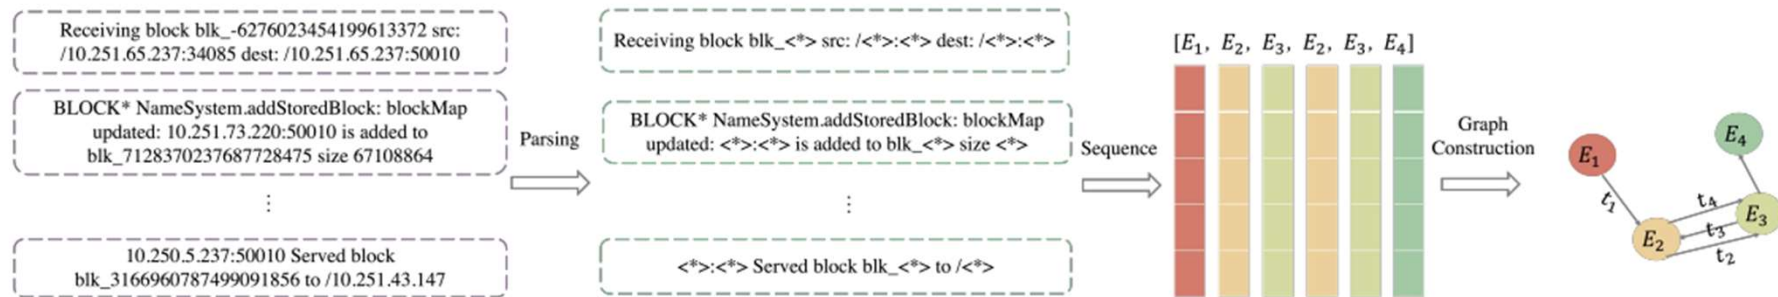 Receiving block blk_-6276023454199613372 src:
/10.251.65.237:34085 dest: /10.251.65.237:50010
BLOCK* NameSystem.addStoredBlock: blockMap
updated: 10.251.73.220:50010 is added to
blk_7128370237687728475 size 67108864
⋮
10.250.5.237:50010 Served block
blk_3166960787499091856 to /10.251.43.147
Parsing
Receiving block blk_<*> src: /<*>:<*> dest: /<*>:<*>
BLOCK* NameSystem.addStoredBlock: blockMap
updated: <*>:<*> is added to blk_<*> size <*>
⋮
<*>:<*> Served block blk_<*> to /<*>
Sequence
[E₁, E₂, E₃, E₂, E₃, E₄]
Graph
Construction
E₁
E₄
t₁
t₄
E₃
t₃
E₂
t₂